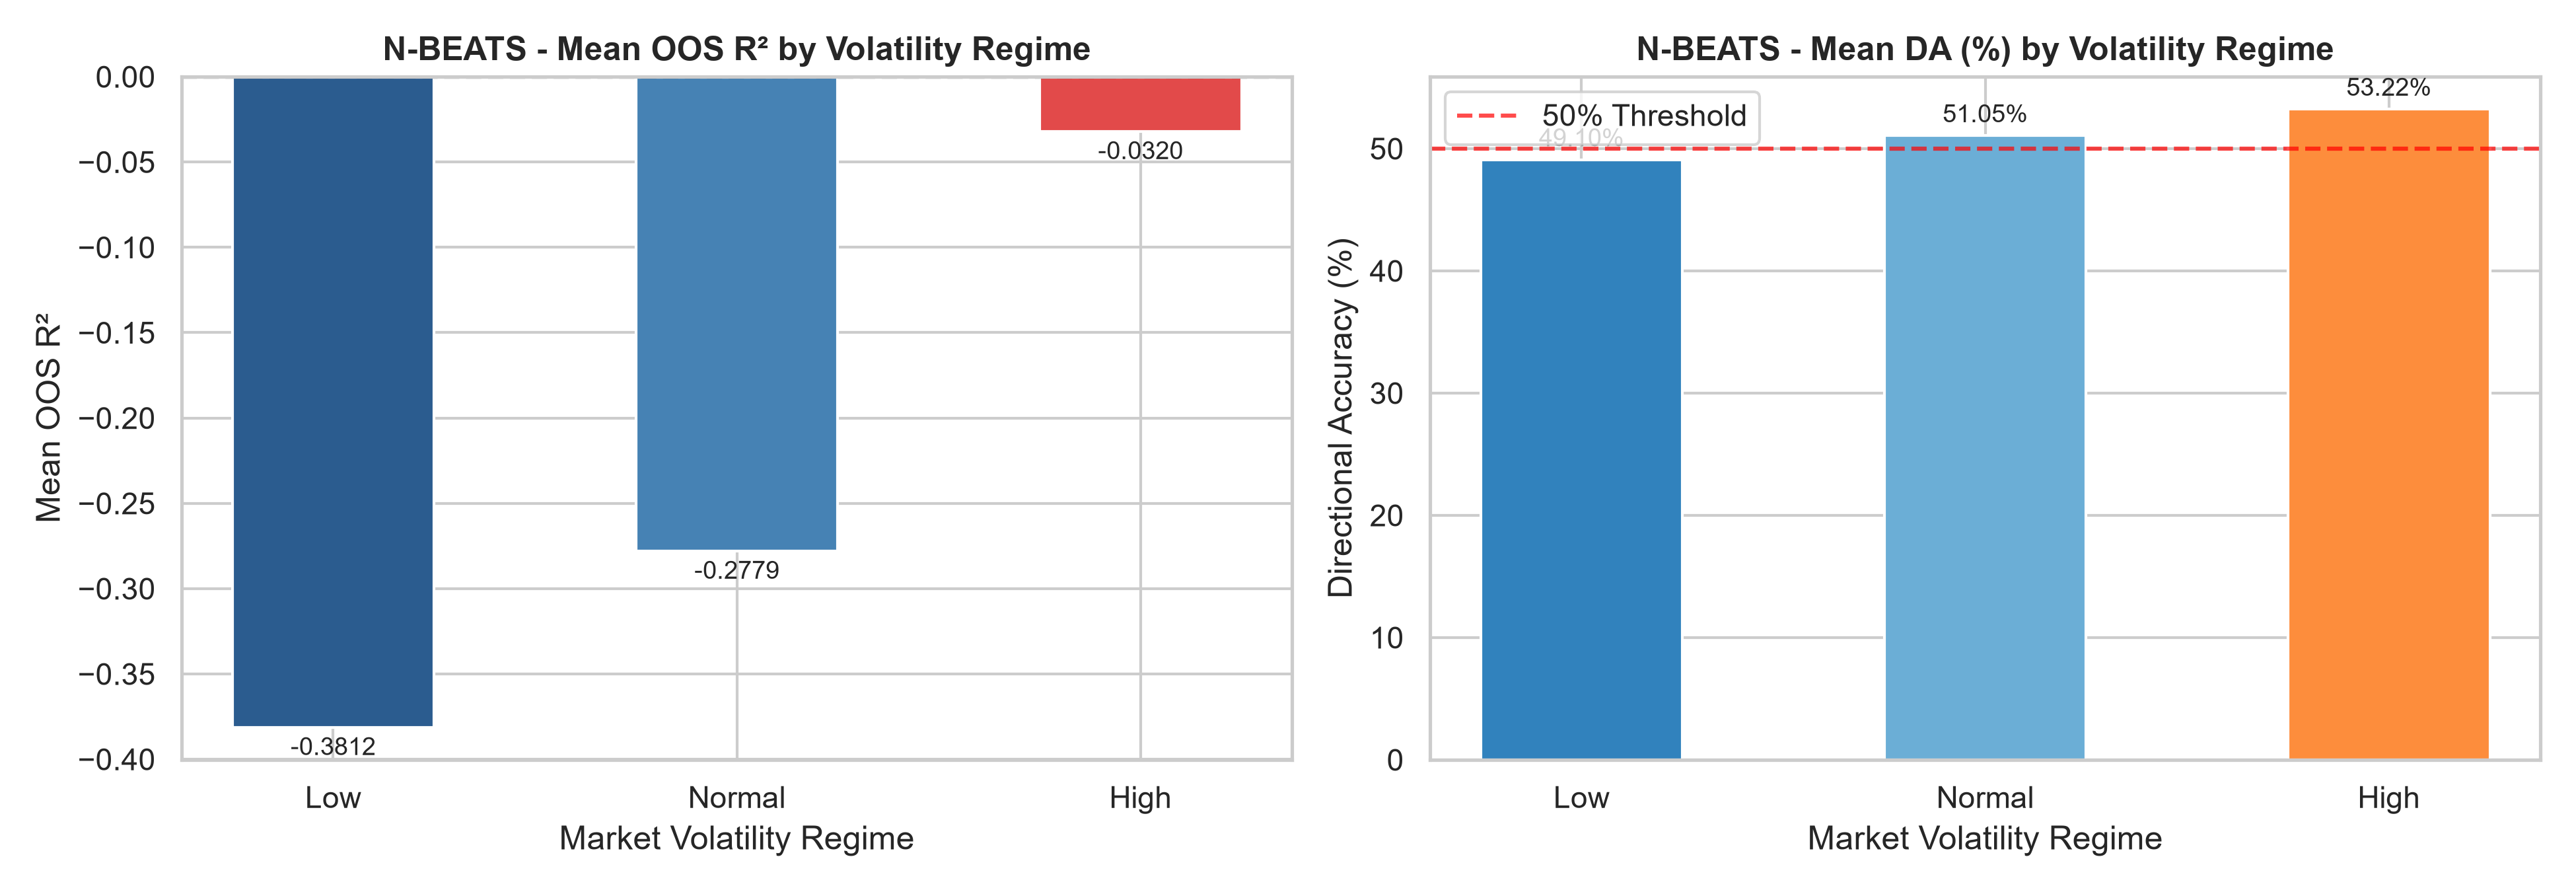 N-BEATS - Mean OOS R² by Volatility Regime
0.00
−0.05
−0.10
−0.15
−0.20
−0.25
−0.30
−0.35
−0.40
Mean OOS R²
-0.3812
-0.2779
-0.0320
Low
Normal
High
Market Volatility Regime
N-BEATS - Mean DA (%) by Volatility Regime
50% Threshold
49.10%
51.05%
53.22%
50
40
30
20
10
0
Directional Accuracy (%)
Low
Normal
High
Market Volatility Regime